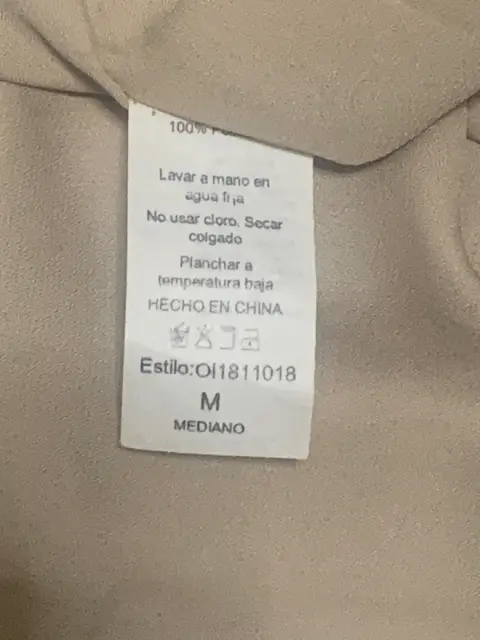 100%
Lavar a mano en
agua fria
No usar cloro. Secar
colgado
Planchar a
temperatura baja
HECHO EN CHINA
Estilo:OI1811018
M
MEDIANO